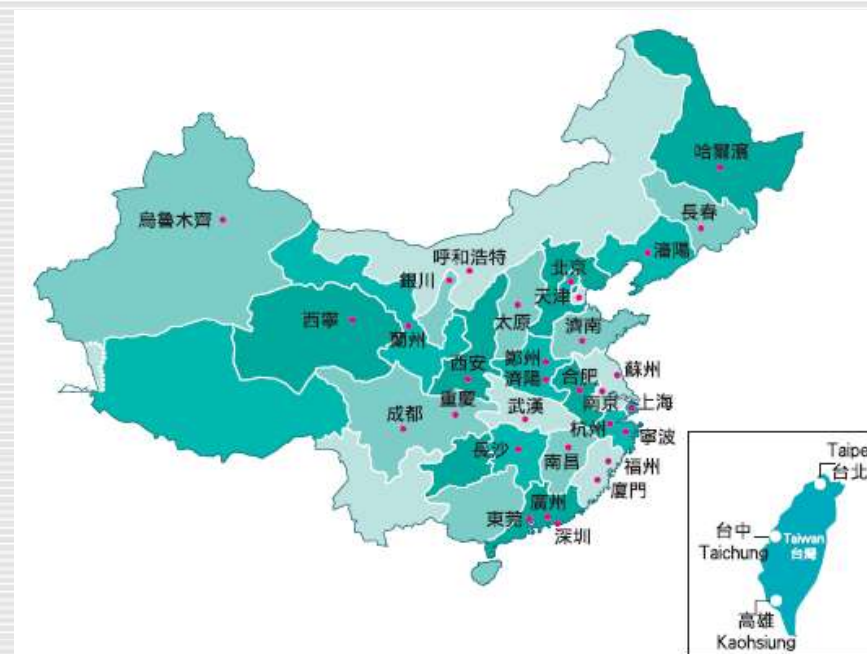 哈爾濱
長春
瀋陽
烏魯木齊
呼和浩特
銀川
北京
天津
西寧
太原
濟南
蘭州
鄭州
西安
濟陽
合肥
蘇州
重慶
南京
上海
成都
武漢
杭州
寧波
長沙
南昌
福州
廈門
廣州
東莞
深圳
Taipe
台北
台中
Taichung
Taiwan
台灣
高雄
Kaohsiung